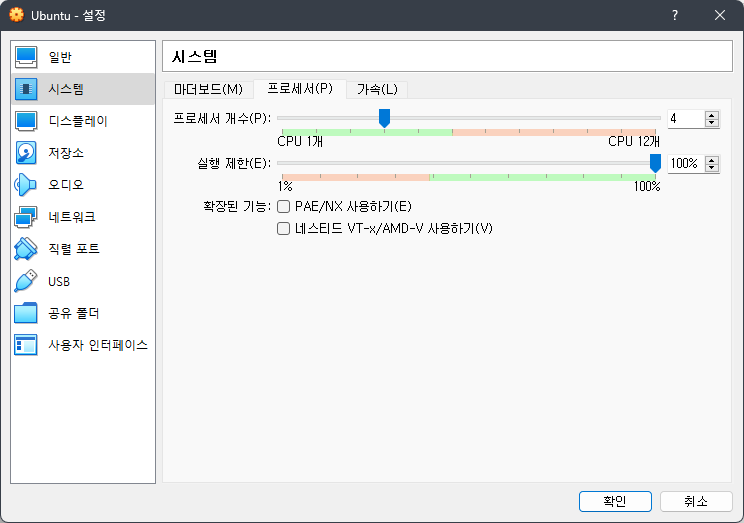 Ubuntu - 설정
?
일반
시스템
디스플레이
저장소
오디오
네트워크
직렬 포트
USB
공유 폴더
사용자 인터페이스
시스템
마더보드(M) 프로세서(P) 가속(L)
프로세서 개수(P): 4
CPU 1개 CPU 12개
실행 제한(E): 100%
1% 100%
확장된 기능: PAE/NX 사용하기(E)
네스티드 VT-x/AMD-V 사용하기(V)
확인 취소